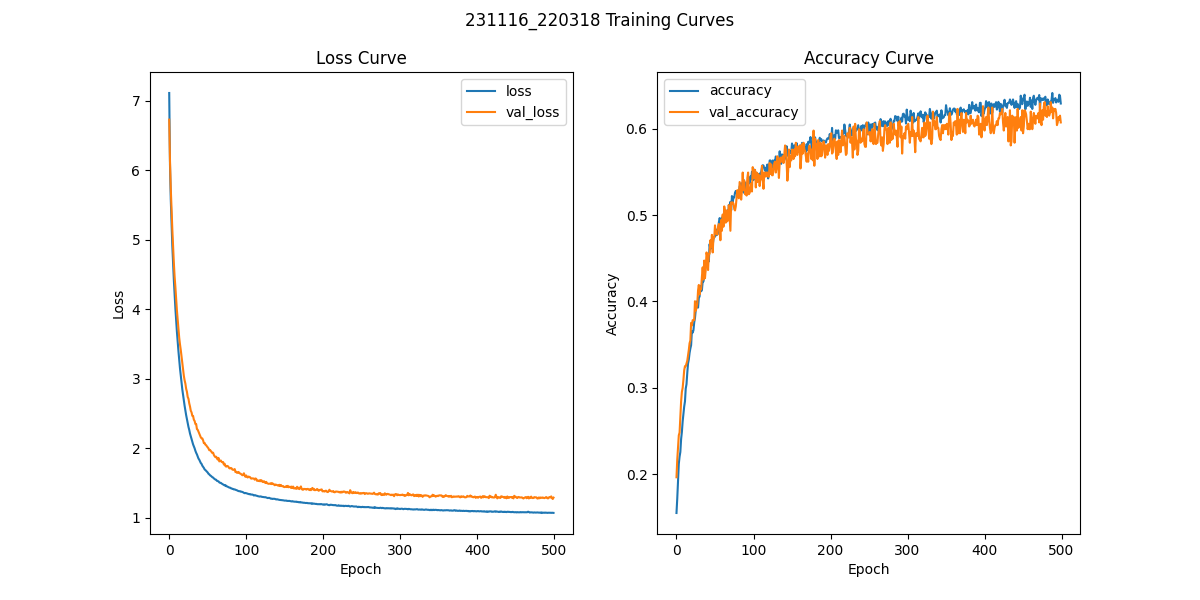 231116_220318 Training Curves
Loss Curve
7
6
5
4
3
2
1
Loss
0 100 200 300 400 500
Epoch
loss
val_loss
Accuracy Curve
0.6
0.5
0.4
0.3
0.2
Accuracy
0 100 200 300 400 500
Epoch
accuracy
val_accuracy